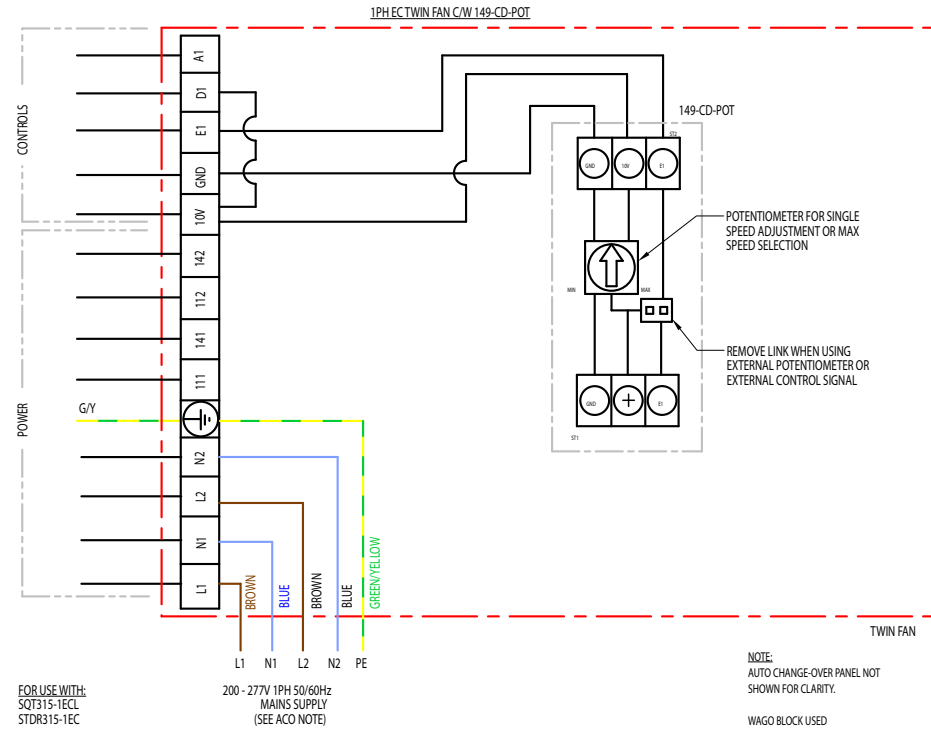 1PH EC TWIN FAN C/W 149-CD-POT
CONTROLS
A1
D1
E1
GND
10V
142
112
141
111
N2
L2
N1
L1
POWER
G/Y
149-CD-POT
ST2
GND
10V
E1
POTENTIOMETER FOR SINGLE
SPEED ADJUSTMENT OR MAX
SPEED SELECTION
MIN
MAX
REMOVE LINK WHEN USING
EXTERNAL POTENTIOMETER OR
EXTERNAL CONTROL SIGNAL
GND
+
E1
ST1
BROWN
BLUE
BROWN
BLUE
GREEN/YELLOW
L1 N1 L2 N2 PE
TWIN FAN
FOR USE WITH:
SQT315-1ECL
STDR315-1EC
200 - 277V 1PH 50/60Hz
MAINS SUPPLY
(SEE ACO NOTE)
NOTE:
AUTO CHANGE-OVER PANEL NOT
SHOWN FOR CLARITY.
WAGO BLOCK USED